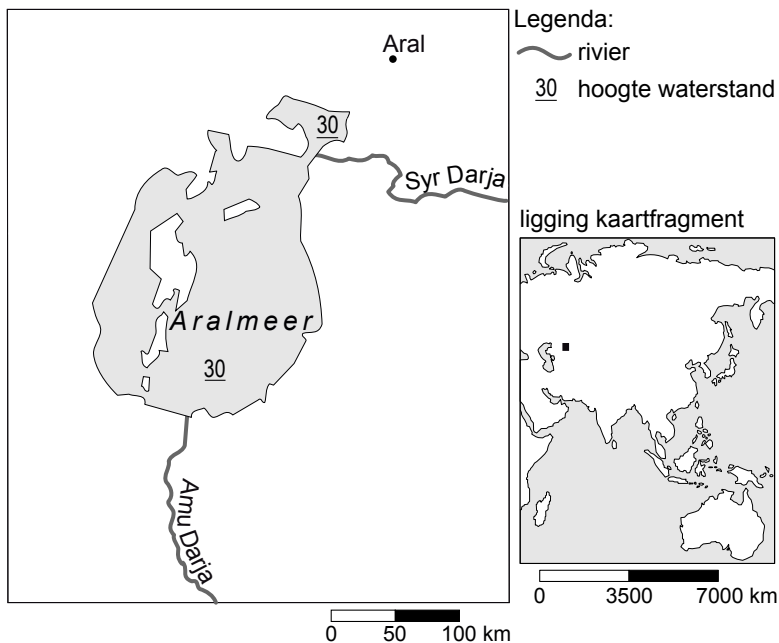 Legenda:
rivier
30 hoogte waterstand
Aral
30
Syr Darja
Aralmeer
30
Amu Darja
0 50 100 km
ligging kaartfragment
0 3500 7000 km